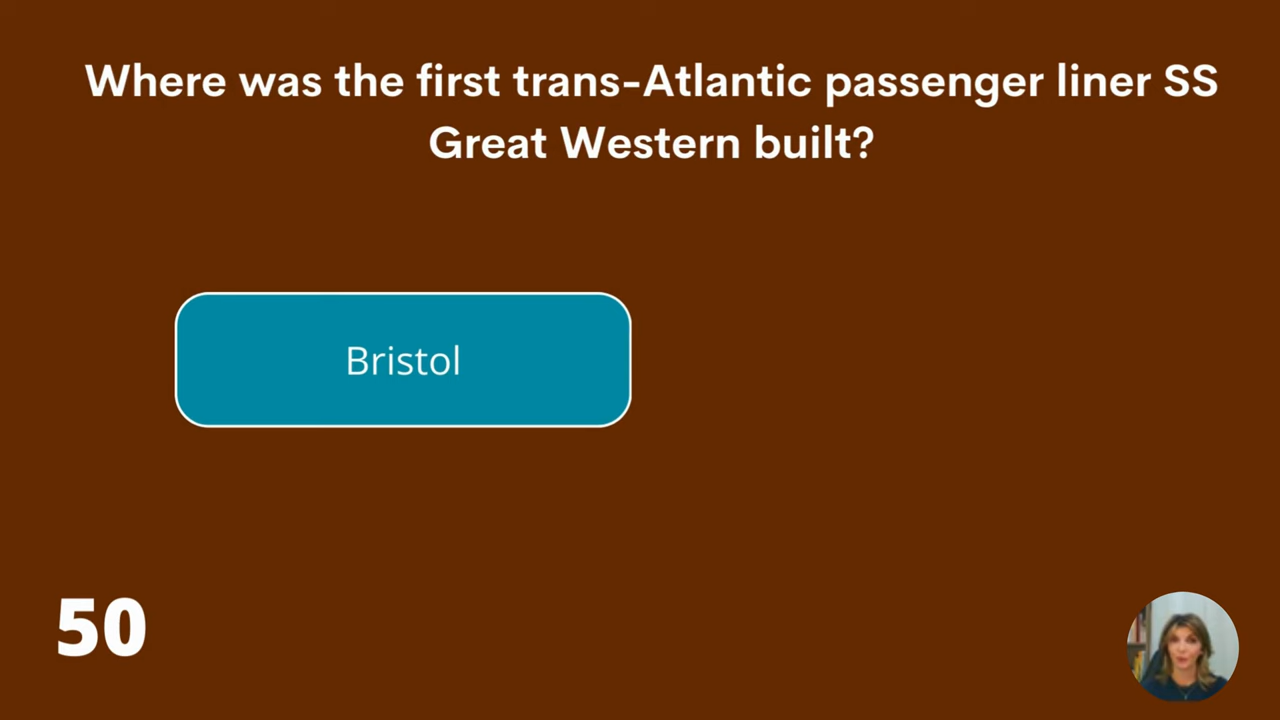 Where was the first trans-Atlantic passenger liner SS
Great Western built?
Bristol
50